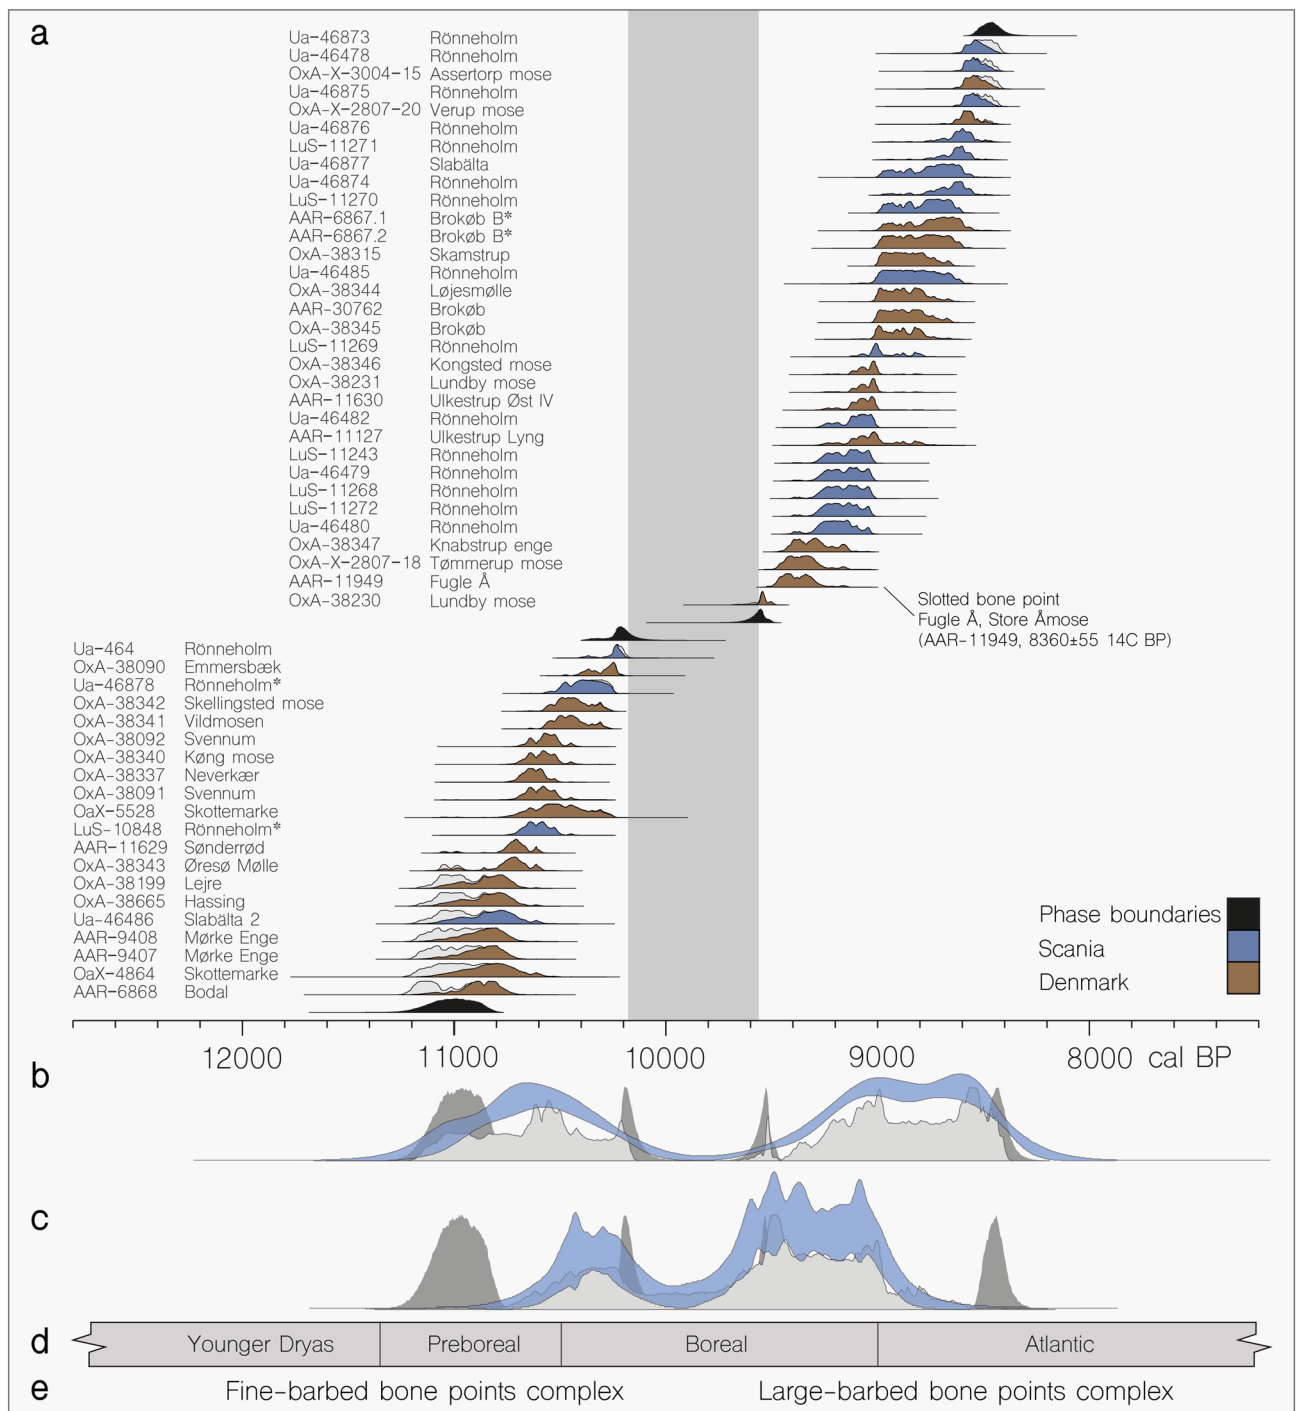 a
Ua-46873 Rönneholm
Ua-46478 Rönneholm
OxA-X-3004-15 Assertorp mose
Ua-46875 Rönneholm
OxA-X-2807-20 Verup mose
Ua-46876 Rönneholm
LuS-11271 Rönneholm
Ua-46877 Slabälta
Ua-46874 Rönneholm
LuS-11270 Rönneholm
AAR-6867.1 Brokøb B*
AAR-6867.2 Brokøb B*
OxA-38315 Skamstrup
Ua-46485 Rönneholm
OxA-38344 Løjesmølle
AAR-30762 Brokøb
OxA-38345 Brokøb
LuS-11269 Rönneholm
OxA-38346 Kongsted mose
OxA-38231 Lundby mose
AAR-11630 Ulkestrup Øst IV
Ua-46482 Rönneholm
AAR-11127 Ulkestrup Lyng
LuS-11243 Rönneholm
Ua-46479 Rönneholm
LuS-11268 Rönneholm
LuS-11272 Rönneholm
Ua-46480 Rönneholm
OxA-38347 Knabstrup enge
OxA-X-2807-18 Tømmerup mose
AAR-11949 Fugle Å
OxA-38230 Lundby mose
Slotted bone point
Fugle Å, Store Åmose
(AAR-11949, 8360±55 14C BP)
Ua-464 Rönneholm
OxA-38090 Emmersbæk
Ua-46878 Rönneholm*
OxA-38342 Skellingsted mose
OxA-38341 Vildmosen
OxA-38092 Svennum
OxA-38340 Køng mose
OxA-38337 Neverkær
OxA-38091 Svennum
OaX-5528 Skottemarke
LuS-10848 Rönneholm*
AAR-11629 Sønderrød
OxA-38343 Øresø Mølle
OxA-38199 Lejre
OxA-38665 Hassing
Ua-46486 Slabälta 2
AAR-9408 Mørke Enge
AAR-9407 Mørke Enge
OaX-4864 Skottemarke
AAR-6868 Bodal
Phase boundaries
Scania
Denmark
12000 11000 10000 9000 8000 cal BP
b
c
d Younger Dryas Preboreal Boreal Atlantic
e Fine-barbed bone points complex Large-barbed bone points complex